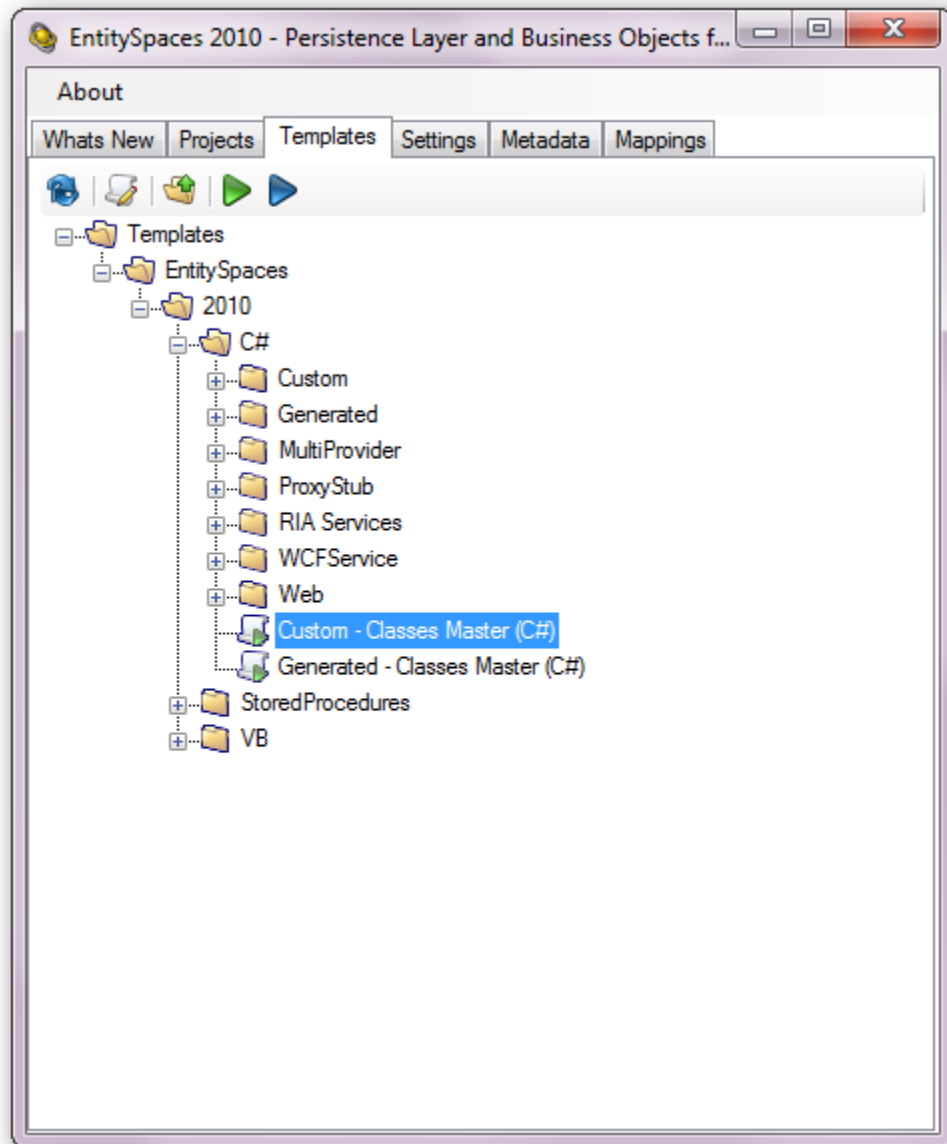 EntitySpaces 2010 - Persistence Layer and Business Objects f...
About
Whats New Projects Templates Settings Metadata Mappings
Templates
EntitySpaces
2010
C#
Custom
Generated
MultiProvider
ProxyStub
RIA Services
WCFService
Web
Custom - Classes Master (C#)
Generated - Classes Master (C#)
StoredProcedures
VB